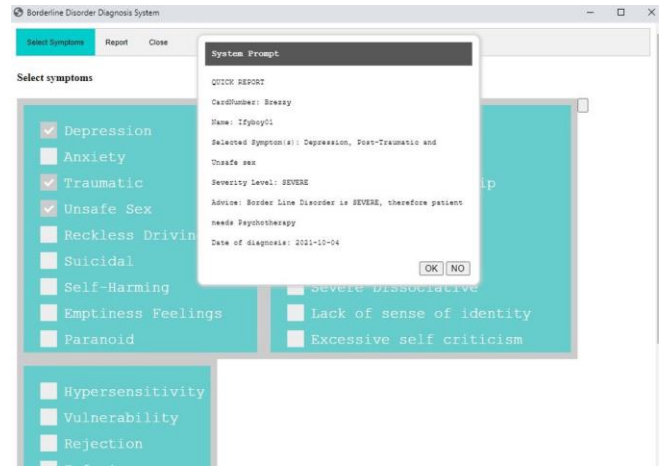 Borderline Disorder Diagnosis System
Select Symptoms Report Close
Select symptoms
System Prompt
QUICK REPORT
CardNumber: Brezzy
Name: Ifyboy01
Selected Symptom(s): Depression, Post-Traumatic and
Unsafe sex
Severity Level: SEVERE
Advice: Border Line Disorder is SEVERE, therefore patient
needs Psychotherapy
Date of diagnosis: 2021-10-04
OK NO
Depression
Anxiety
Traumatic
Unsafe Sex
Reckless Drivin
Suicidal
Self-Harming
Emptiness Feelings
Paranoid
ip
Severe Dissociative
Lack of sense of identity
Excessive self criticism
Hypersensitivity
Vulnerability
Rejection